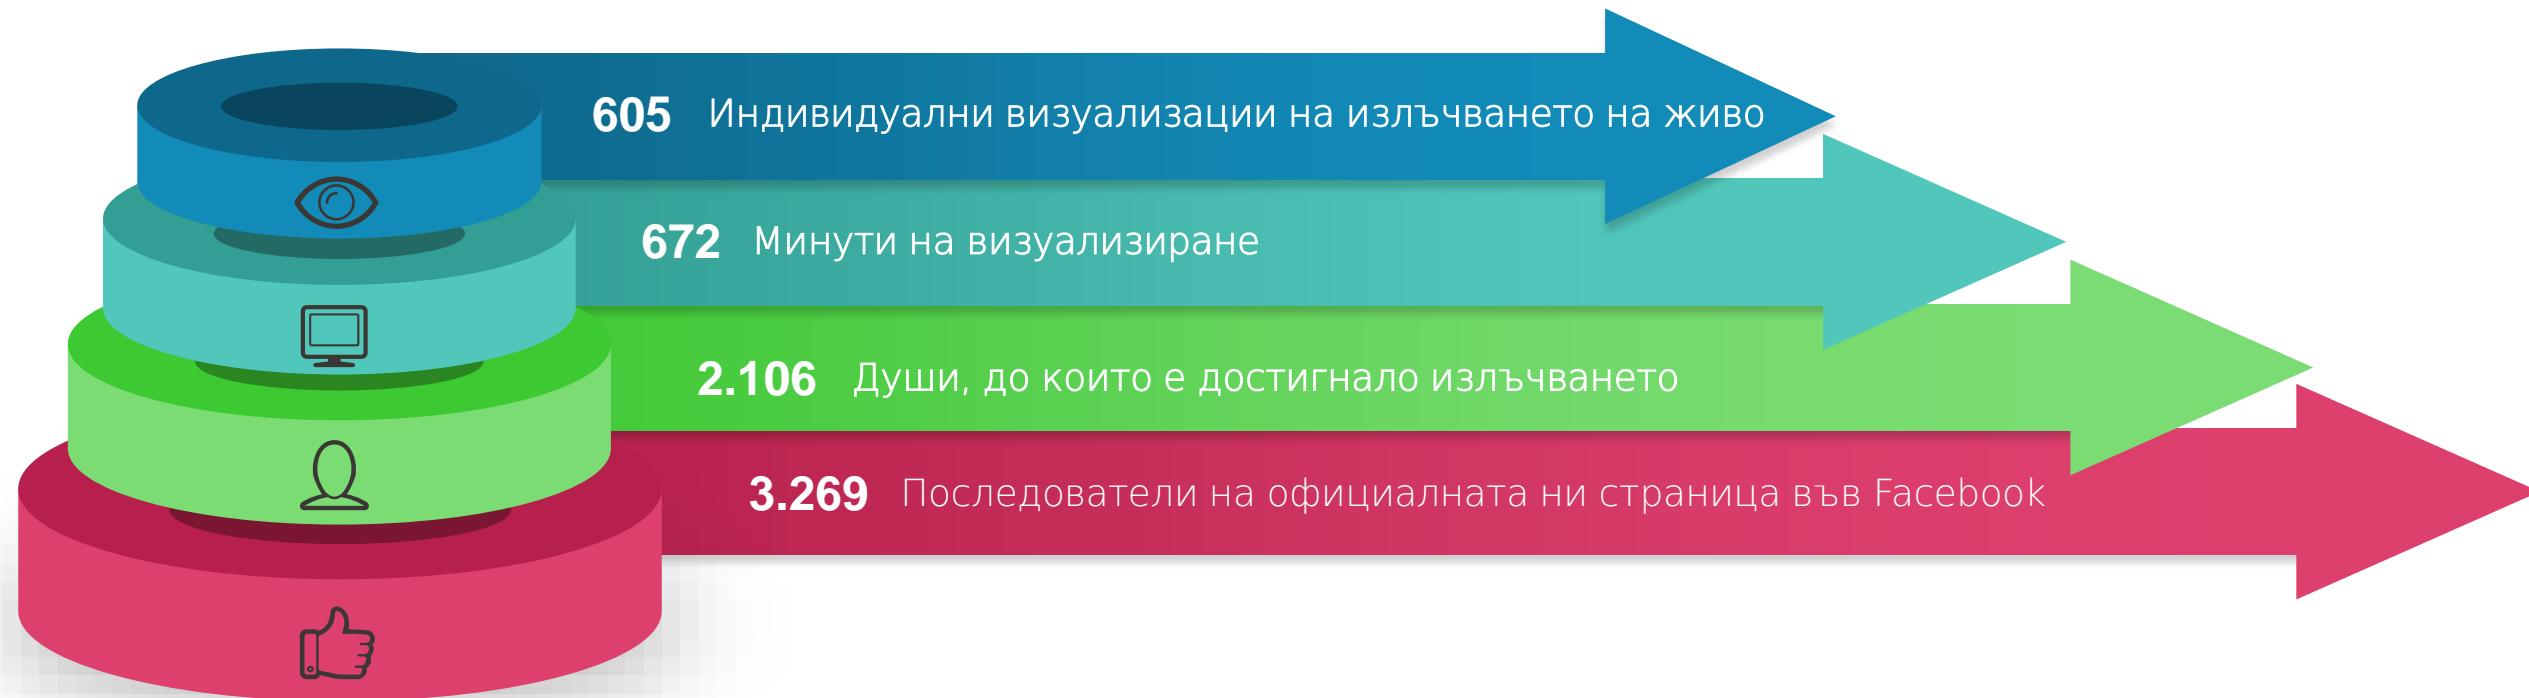 605 Индивидуални визуализации на излъчването на живо
672 Минути на визуализиране
2.106 Души, до които е достигнало излъчването
3.269 Последователи на официалната ни страница във Facebook